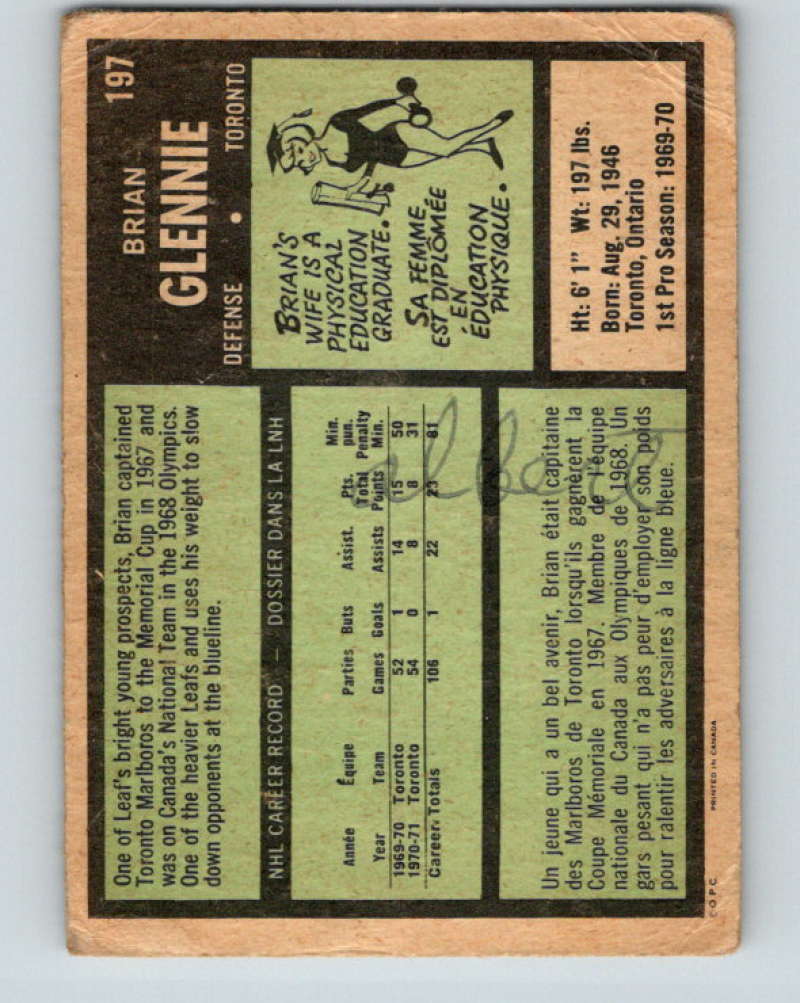 197
BRIAN
GLENNIE
DEFENSE • TORONTO
One of Leaf's bright young prospects, Brian captained
Toronto Marlboros to the Memorial Cup in 1967 and
was on Canada's National Team in the 1968 Olympics.
One of the heavier Leafs and uses his weight to slow
down opponents at the blueline.
BRIAN'S
WIFE IS A
PHYSICAL
EDUCATION
GRADUATE.
SA FEMME
EST DIPLÔMÉE
EN
ÉDUCATION
PHYSIQUE.
NHL CAREER RECORD — DOSSIER DANS LA LNH
Année Équipe Parties Buts Assist. Pts. Min. pun.
Year Team Games Goals Assists Total Points Penalty Min.
1969-70 Toronto 52 1 14 15 50
1970-71 Toronto 54 0 8 8 31
Career Totals 106 1 22 23 81
Ht: 6' 1" Wt: 197 lbs.
Born: Aug. 29, 1946
Toronto, Ontario
1st Pro Season: 1969-70
Un jeune qui a un bel avenir, Brian était capitaine
des Marlboros de Toronto lorsqu'ils gagnèrent la
Coupe Mémoriale en 1967. Membre de l'équipe
nationale du Canada aux Olympiques de 1968. Un
gars pesant qui n'a pas peur d'employer son poids
pour ralentir les adversaires à la ligne bleue.
albert
© O.P.C. PRINTED IN CANADA